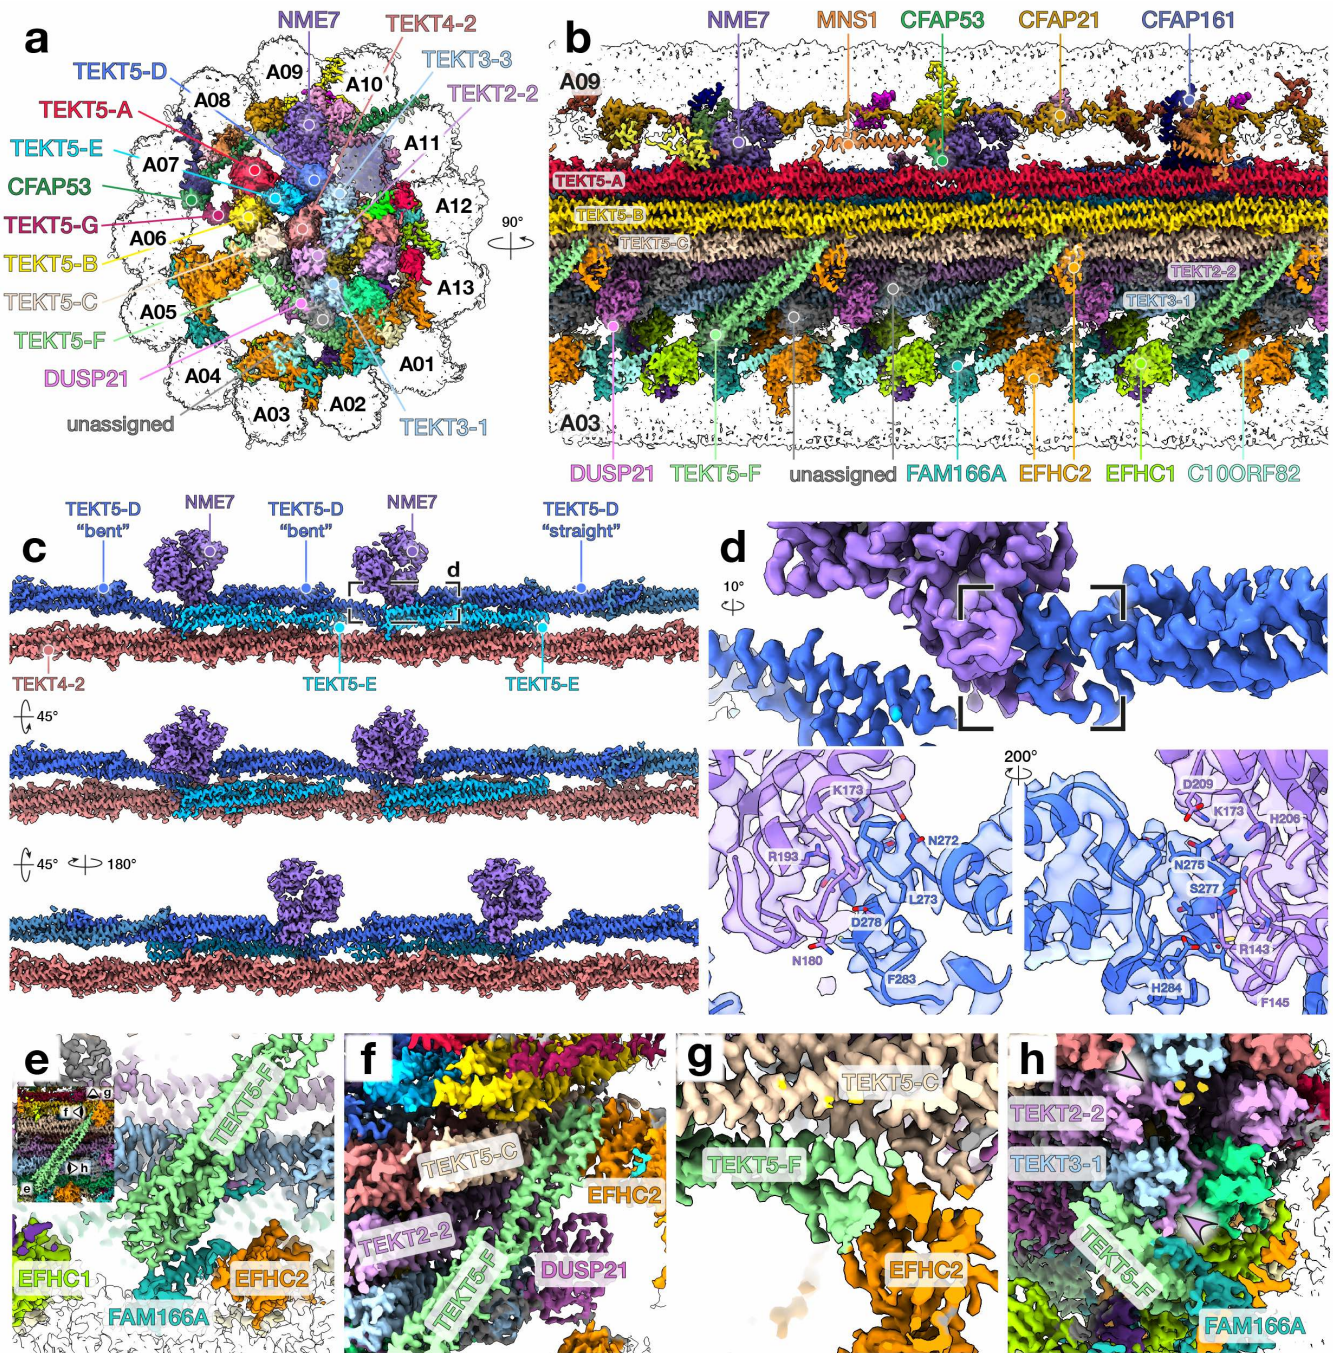 a
NME7
TEKT4-2
TEKT3-3
TEKT2-2
TEKT5-D
TEKT5-A
TEKT5-E
CFAP53
TEKT5-G
TEKT5-B
TEKT5-C
TEKT5-F
DUSP21
unassigned
TEKT3-1
A09
A10
A08
A11
A07
A12
A06
A13
A05
A01
A04
A03
A02
90°
b
NME7
MNS1
CFAP53
CFAP21
CFAP161
A09
TEKT5-A
TEKT5-B
TEKT5-C
TEKT2-2
TEKT3-1
A03
DUSP21
TEKT5-F
unassigned
FAM166A
EFHC2
EFHC1
C10ORF82
c
TEKT5-D
"bent"
NME7
TEKT5-D
"bent"
NME7
TEKT5-D
"straight"
d
TEKT4-2
TEKT5-E
TEKT5-E
45°
45°
180°
d
10°
200°
K173
N272
R193
L273
D278
N180
F283
D209
K173
H206
N275
S277
R143
H284
F145
e
TEKT5-F
g
f
h
e
EFHC1
FAM166A
EFHC2
f
TEKT5-C
EFHC2
TEKT2-2
TEKT5-F
DUSP21
g
TEKT5-C
TEKT5-F
EFHC2
h
TEKT2-2
TEKT3-1
TEKT5-F
FAM166A